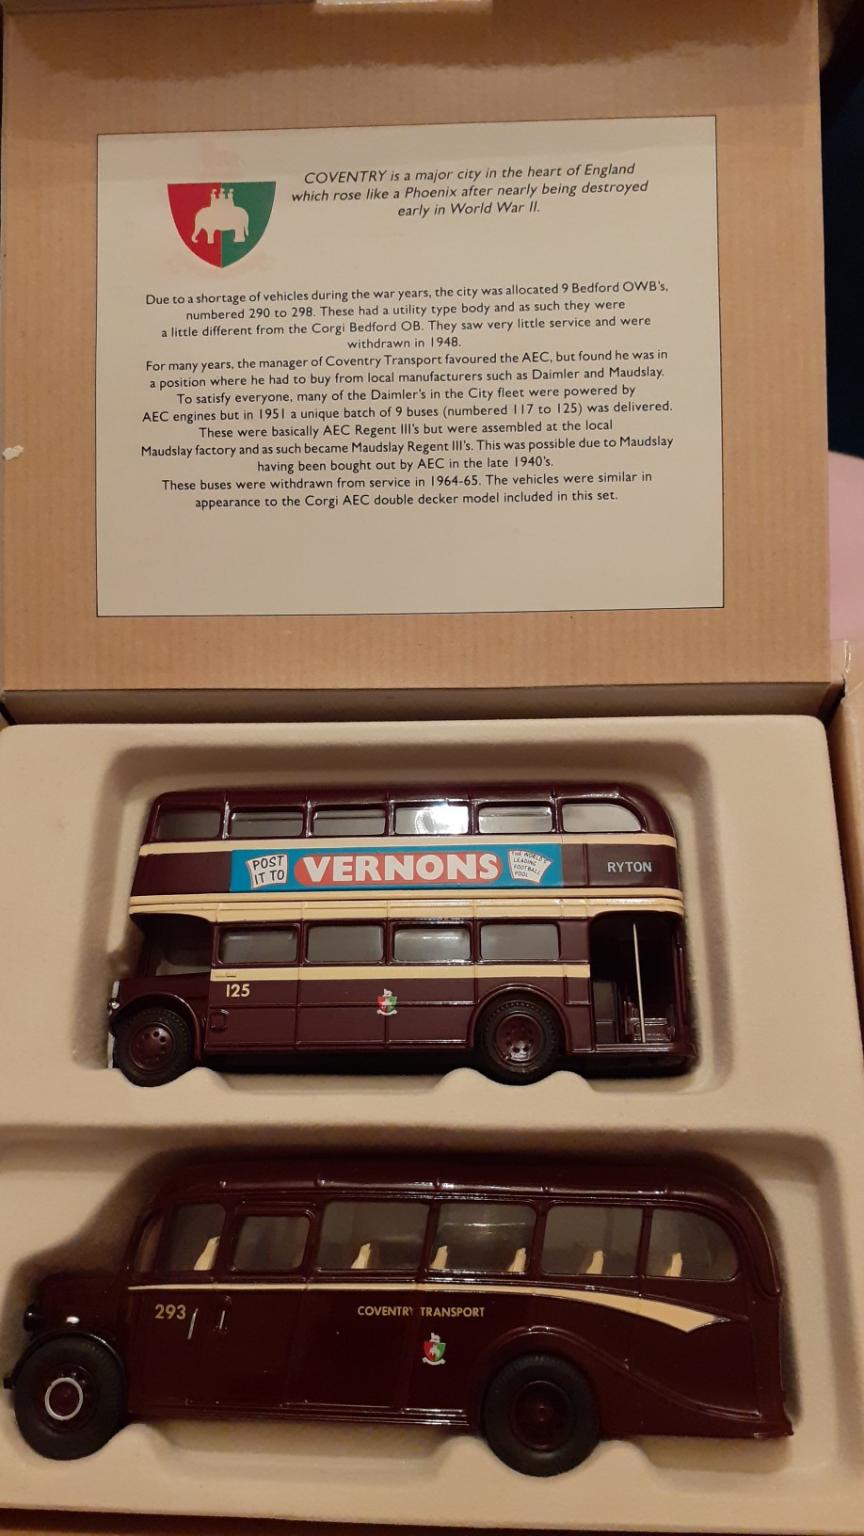 COVENTRY is a major city in the heart of England
which rose like a Phoenix after nearly being destroyed
early in World War II.
Due to a shortage of vehicles during the war years, the city was allocated 9 Bedford OWB's,
numbered 290 to 298. These had a utility type body and as such they were
a little different from the Corgi Bedford OB. They saw very little service and were
withdrawn in 1948.
For many years, the manager of Coventry Transport favoured the AEC, but found he was in
a position where he had to buy from local manufacturers such as Daimler and Maudslay.
To satisfy everyone, many of the Daimler's in the City fleet were powered by
AEC engines but in 1951 a unique batch of 9 buses (numbered 117 to 125) was delivered.
These were basically AEC Regent III's but were assembled at the local
Maudslay factory and as such became Maudslay Regent III's. This was possible due to Maudslay
having been bought out by AEC in the late 1940's.
These buses were withdrawn from service in 1964-65. The vehicles were similar in
appearance to the Corgi AEC double decker model included in this set.
POST
IT TO
VERNONS
THE WORLD'S
LEADING
FOOTBALL
POOL
RYTON
125
293
COVENTRY TRANSPORT